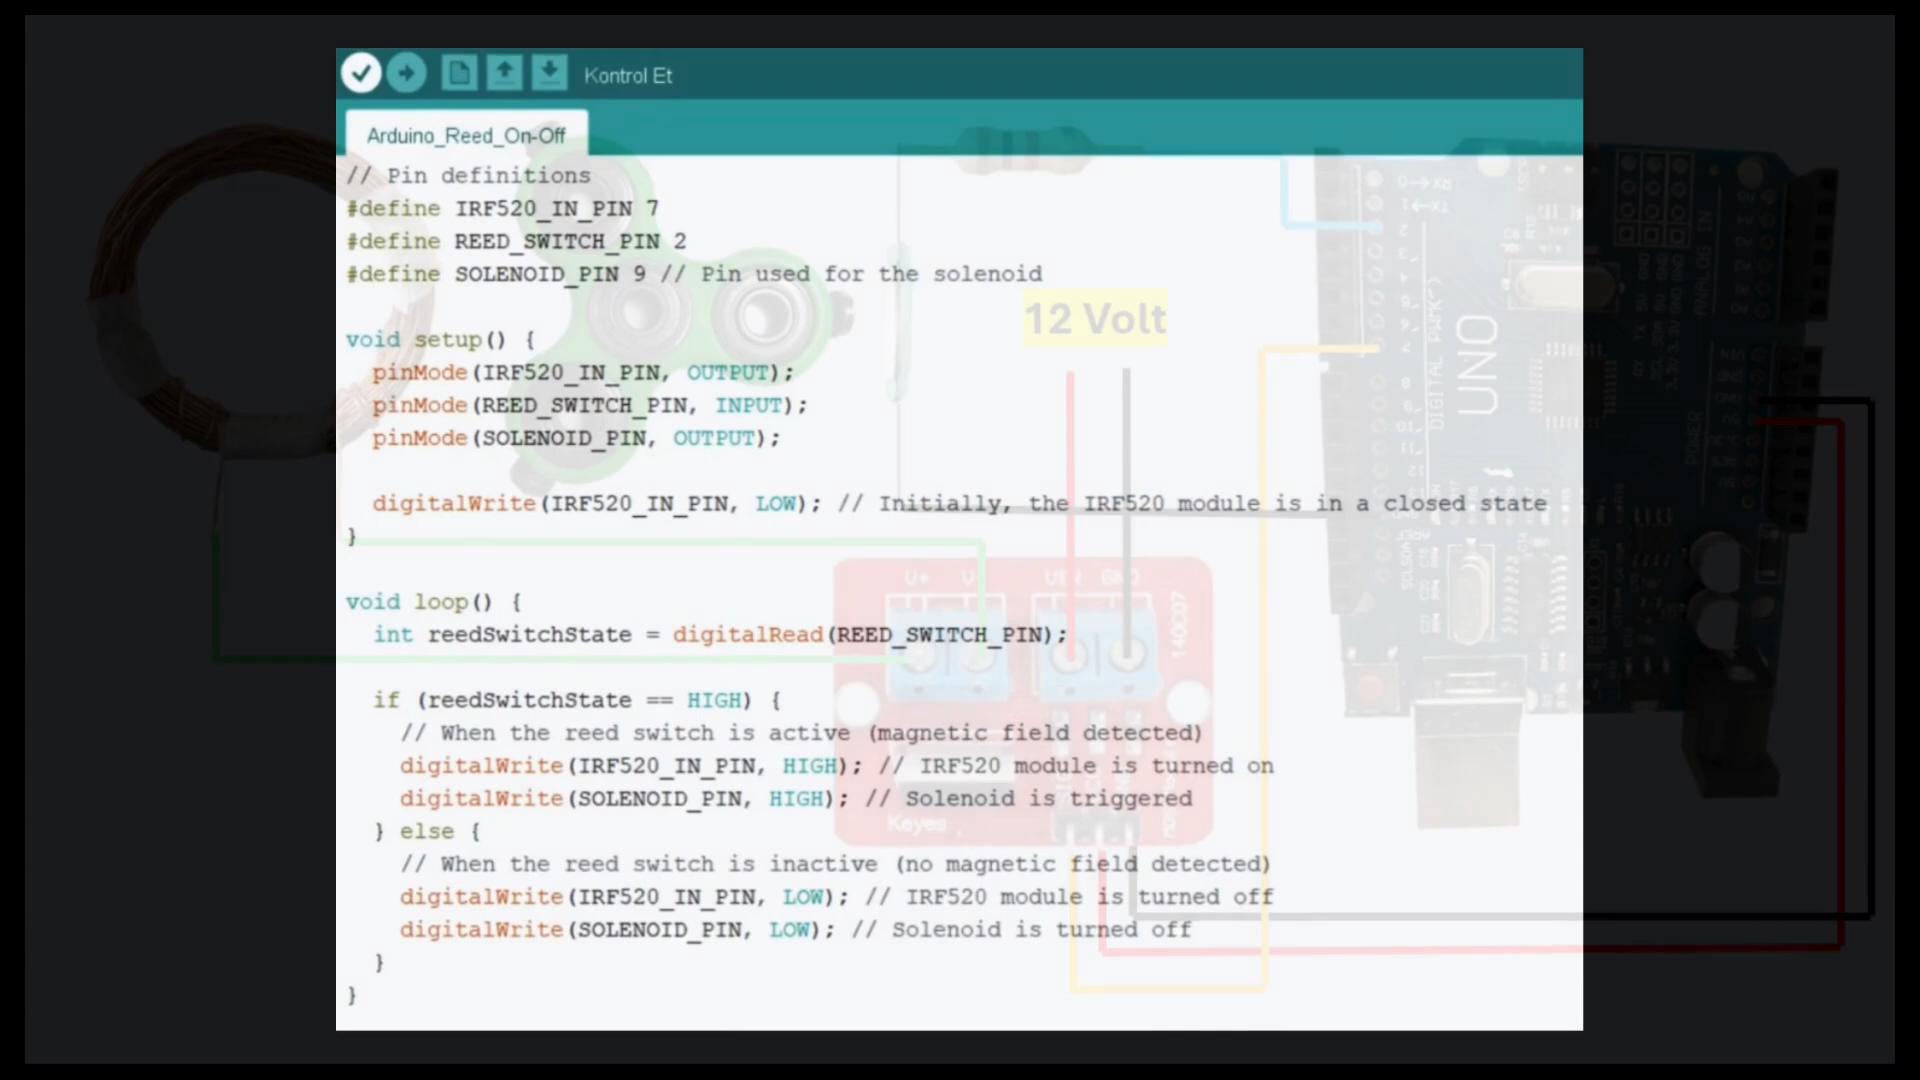 Kontrol Et
Arduino_Reed_On-Off
// Pin definitions
#define IRF520_IN_PIN 7
#define REED_SWITCH_PIN 2
#define SOLENOID_PIN 9 // Pin used for the solenoid
void setup() {
pinMode(IRF520_IN_PIN, OUTPUT);
pinMode(REED_SWITCH_PIN, INPUT);
pinMode(SOLENOID_PIN, OUTPUT);
digitalWrite(IRF520_IN_PIN, LOW); // Initially, the IRF520 module is in a closed state
}
void loop() {
int reedSwitchState = digitalRead(REED_SWITCH_PIN);
if (reedSwitchState == HIGH) {
// When the reed switch is active (magnetic field detected)
digitalWrite(IRF520_IN_PIN, HIGH); // IRF520 module is turned on
digitalWrite(SOLENOID_PIN, HIGH); // Solenoid is triggered
} else {
// When the reed switch is inactive (no magnetic field detected)
digitalWrite(IRF520_IN_PIN, LOW); // IRF520 module is turned off
digitalWrite(SOLENOID_PIN, LOW); // Solenoid is turned off
}
}
12 Volt
UNO
ANALOG IN
POWER
140C07
Keyes